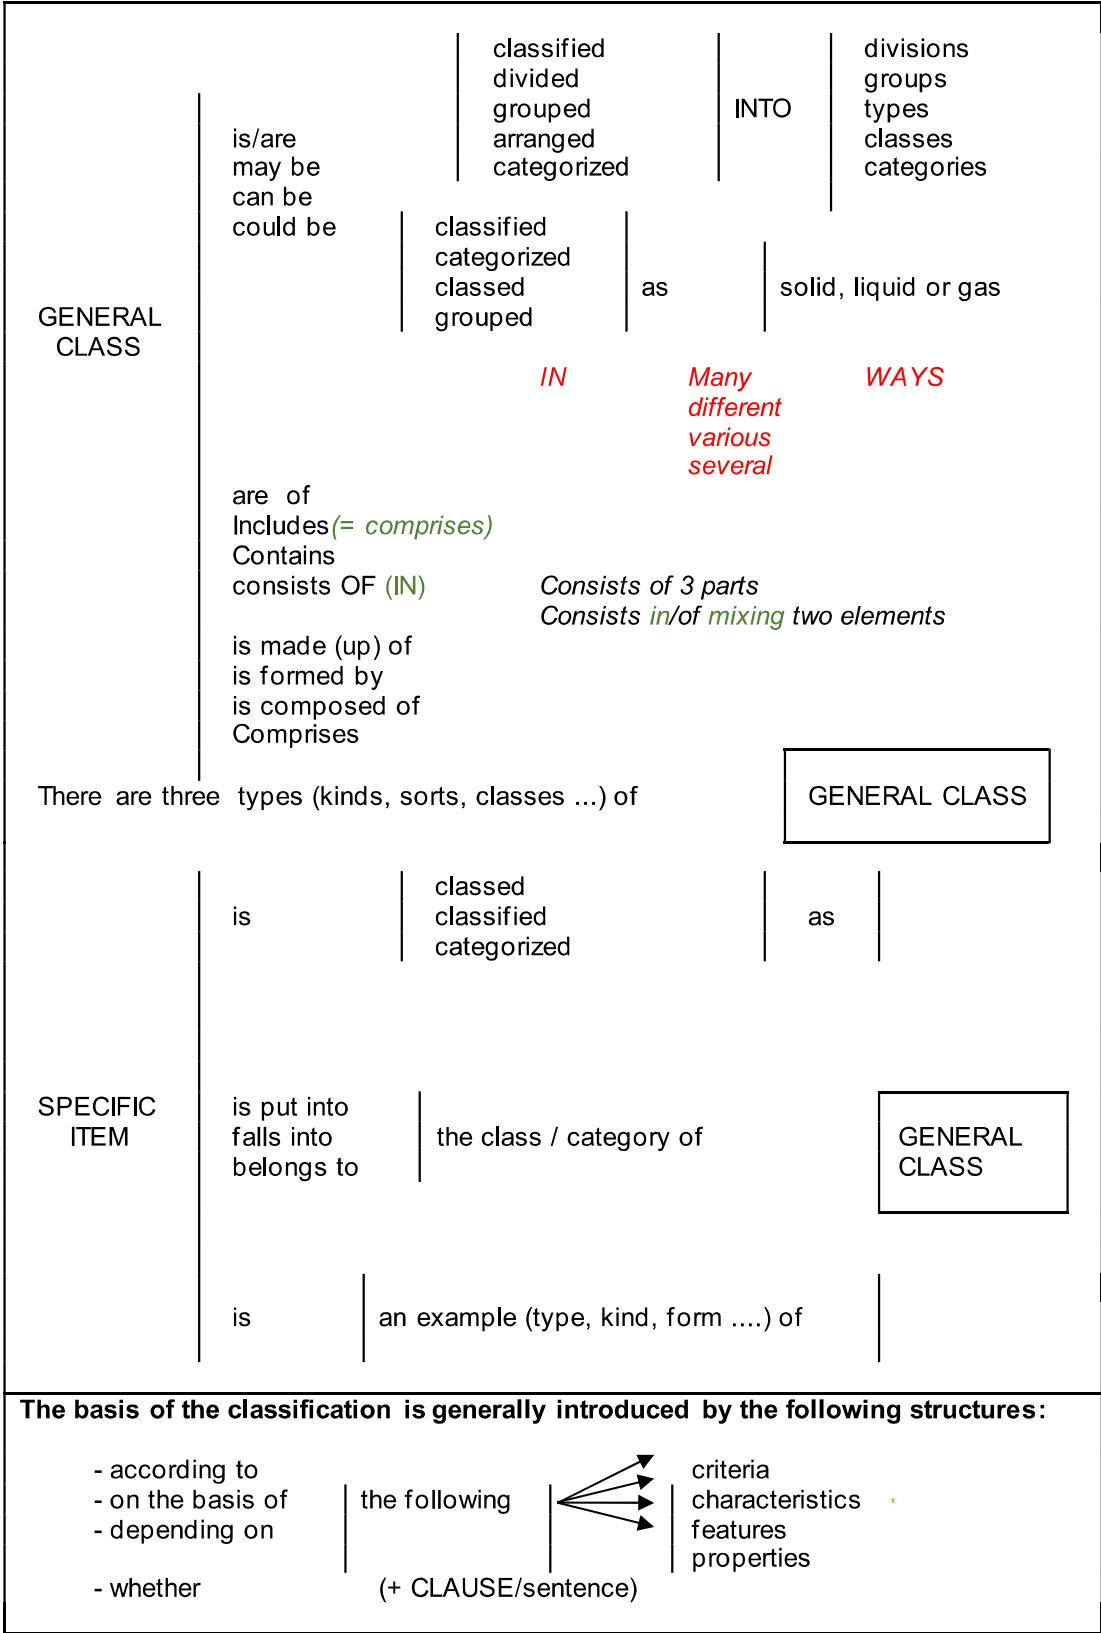 classified divisions
divided groups
grouped INTO types
is/are arranged classes
may be categorized categories
can be
could be classified
categorized
classed as solid, liquid or gas
GENERAL grouped
CLASS
IN Many WAYS
different
various
several
are of
Includes(= comprises)
Contains
consists OF (IN) Consists of 3 parts
Consists in/of mixing two elements
is made (up) of
is formed by
is composed of
Comprises
There are three types (kinds, sorts, classes ...) of GENERAL CLASS
classed
is classified as
categorized
SPECIFIC is put into
ITEM falls into the class / category of GENERAL
belongs to CLASS
is an example (type, kind, form ....) of
The basis of the classification is generally introduced by the following structures:
- according to criteria
- on the basis of the following characteristics
- depending on features
properties
- whether (+ CLAUSE/sentence)